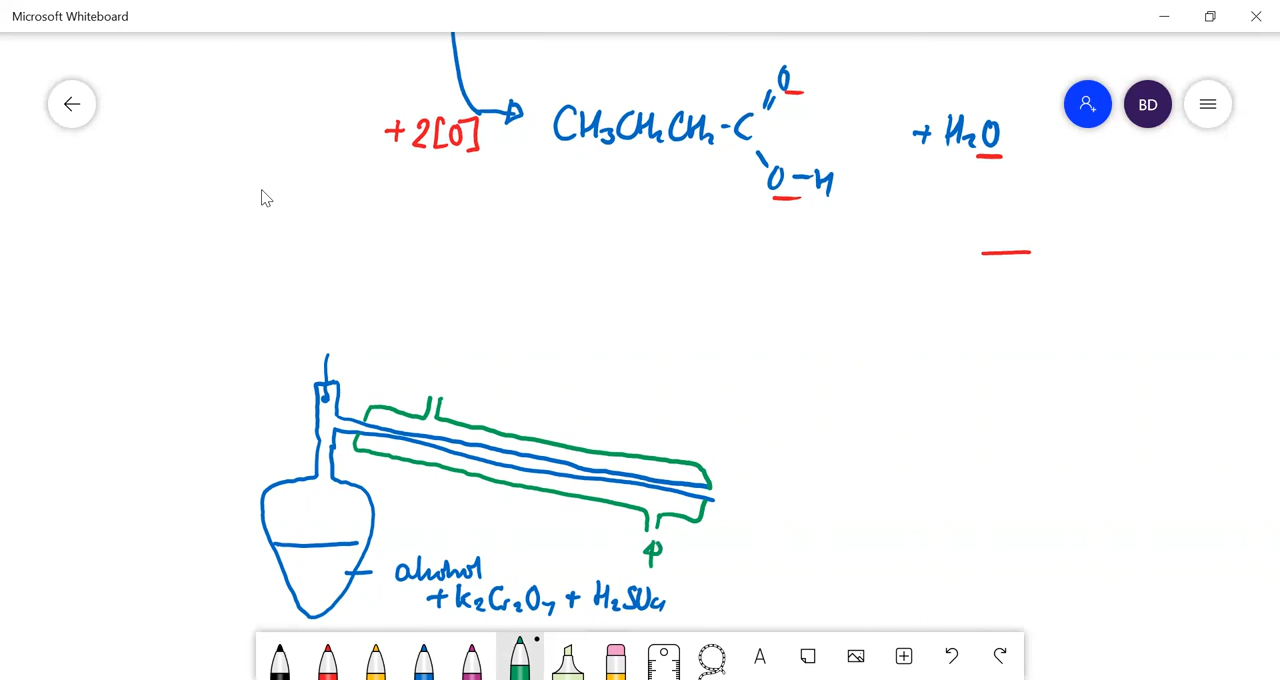 Microsoft Whiteboard
BD
O
+ 2[O] CH3CH2CH2-C + H2O
O-H
alcohol
+ K2Cr2O7 + H2SO4
A